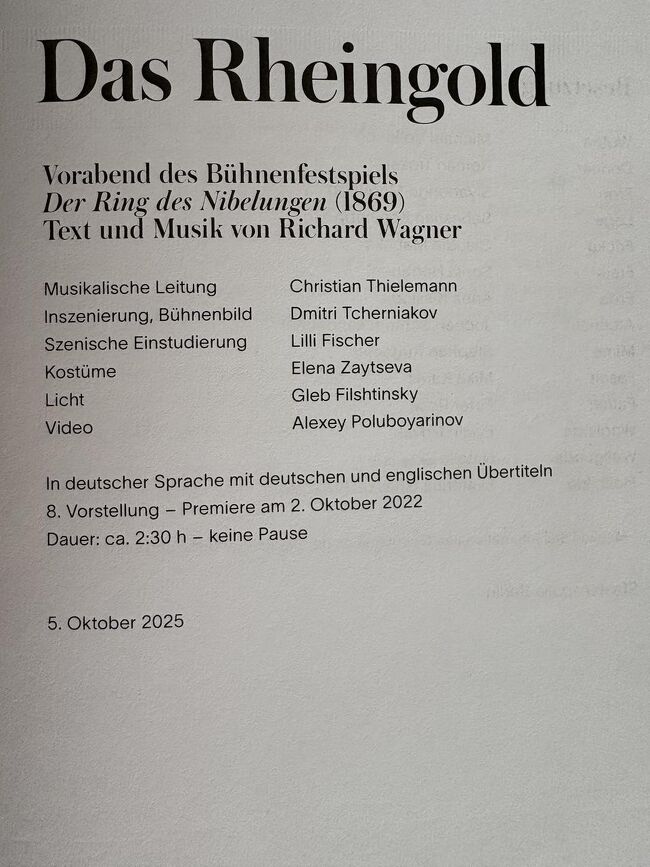 Das Rheingold
Vorabend des Bühnenfestspiels
Der Ring des Nibelungen (1869)
Text und Musik von Richard Wagner
Musikalische Leitung Christian Thielemann
Inszenierung, Bühnenbild Dmitri Tcherniakov
Szenische Einstudierung Lilli Fischer
Kostüme Elena Zaytseva
Licht Gleb Filshtinsky
Video Alexey Poluboyarinov
In deutscher Sprache mit deutschen und englischen Übertiteln
8. Vorstellung – Premiere am 2. Oktober 2022
Dauer: ca. 2:30 h – keine Pause
5. Oktober 2025